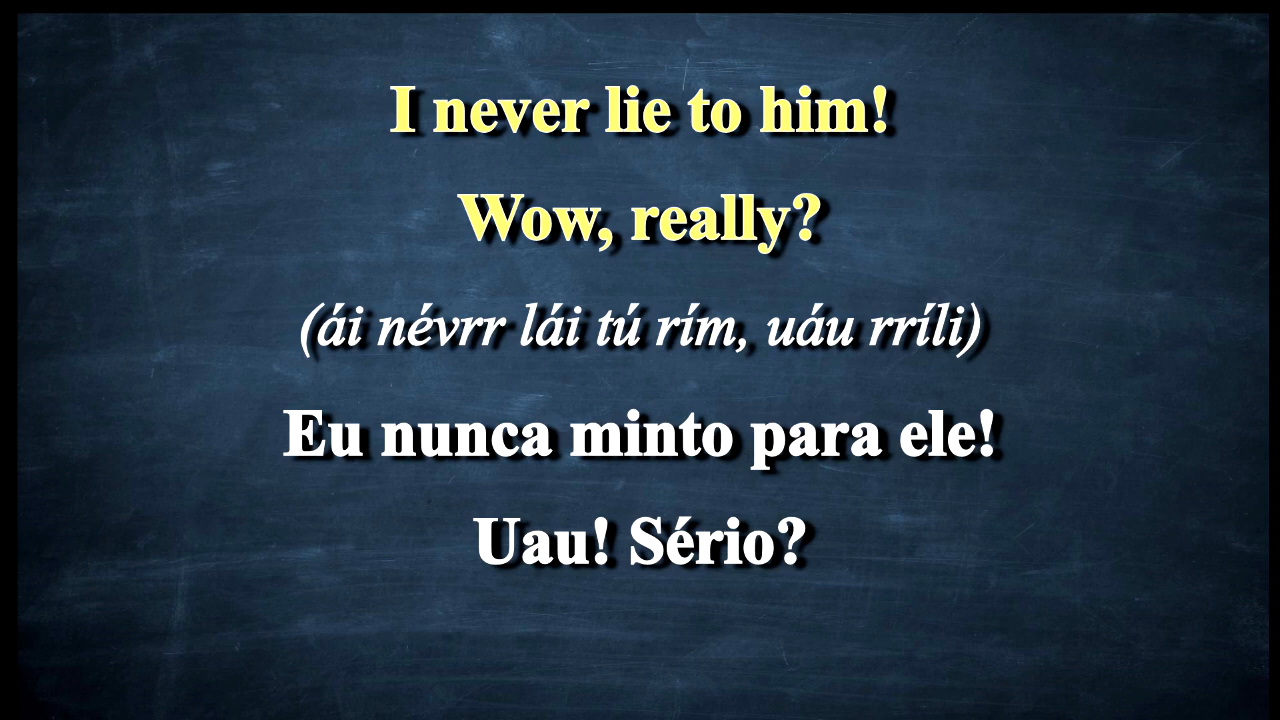 I never lie to him!
Wow, really?
(ái névrr lái tú rím, uáu rríli)
Eu nunca minto para ele!
Uau! Sério?